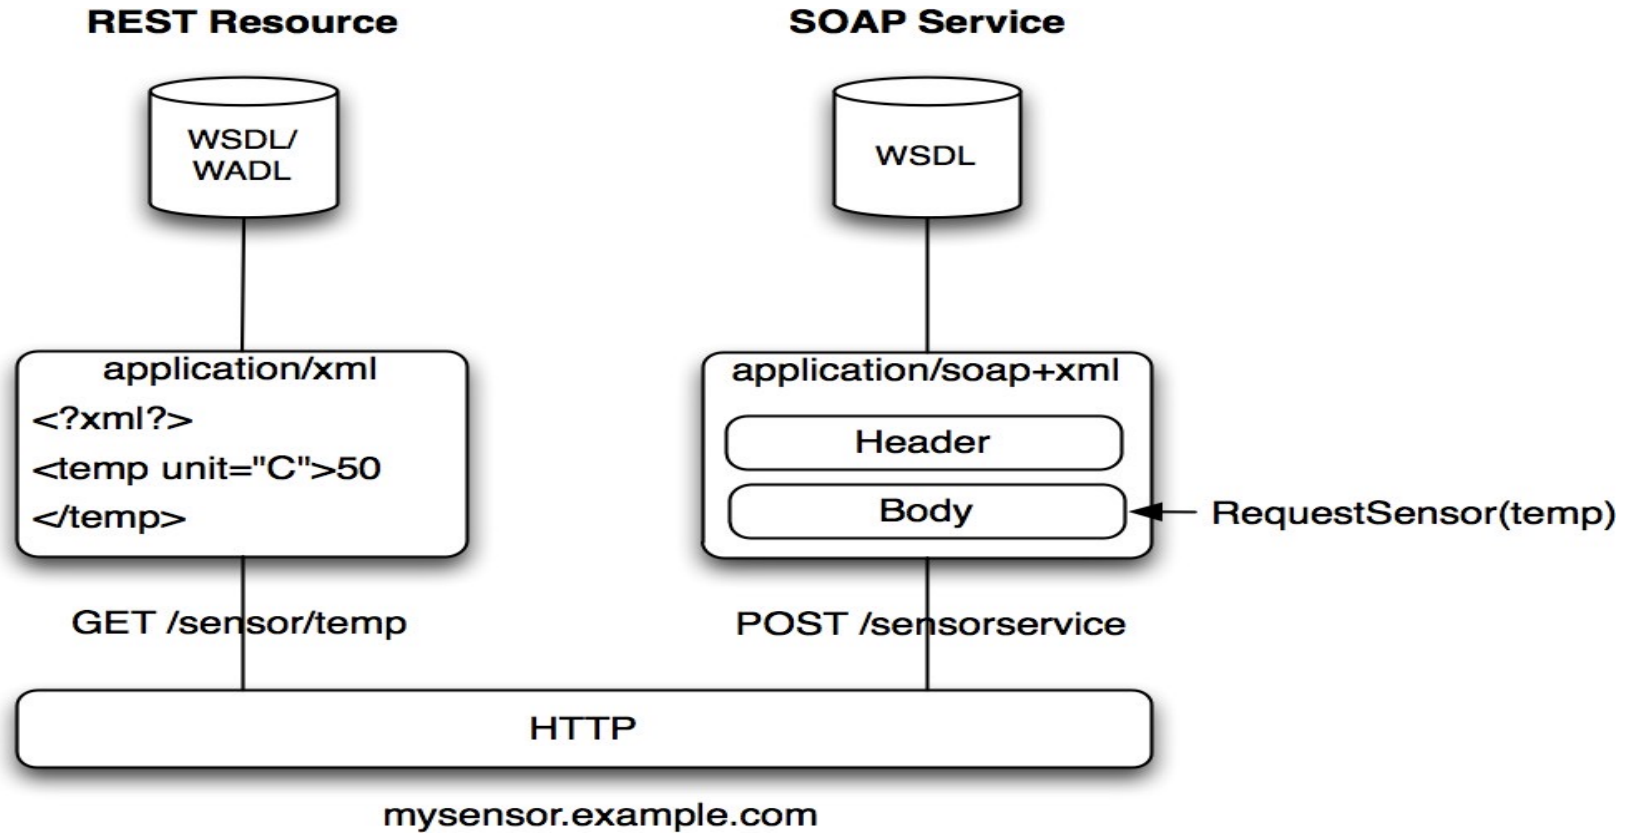 REST Resource
SOAP Service
WSDL/
WADL
WSDL
application/xml
<?xml?>
<temp unit="C">50
</temp>
application/soap+xml
Header
Body
RequestSensor(temp)
GET /sensor/temp
POST /sensorservice
HTTP
mysensor.example.com